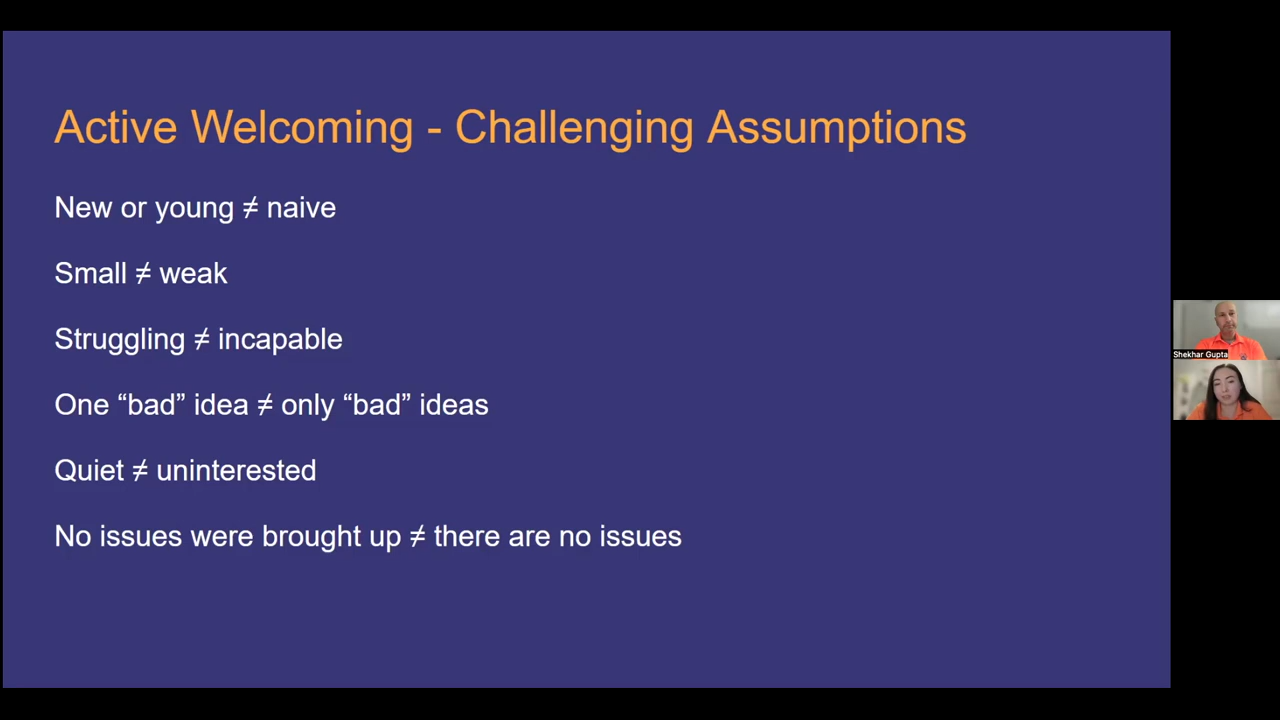 Active Welcoming - Challenging Assumptions
New or young ≠ naive
Small ≠ weak
Struggling ≠ incapable
One “bad” idea ≠ only “bad” ideas
Quiet ≠ uninterested
No issues were brought up ≠ there are no issues
Shekhar Gupta